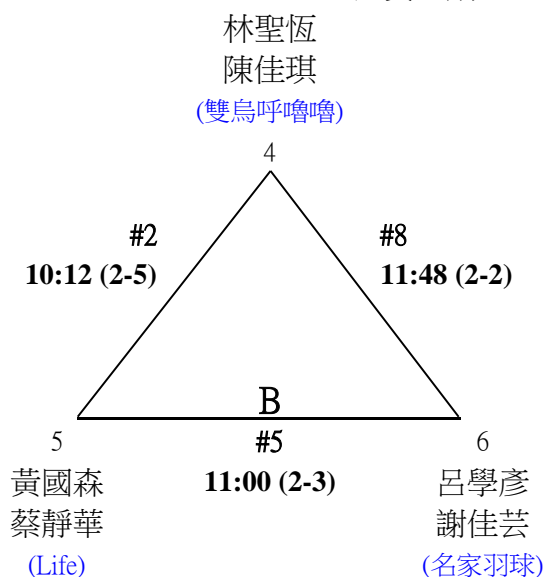 林聖恆
陳佳琪
(雙烏呼嚕嚕)
4
#2
#8
10:12 (2-5)
11:48 (2-2)
B
5
#5
6
黃國森
11:00 (2-3)
呂學彥
蔡靜華
謝佳芸
(Life)
(名家羽球)